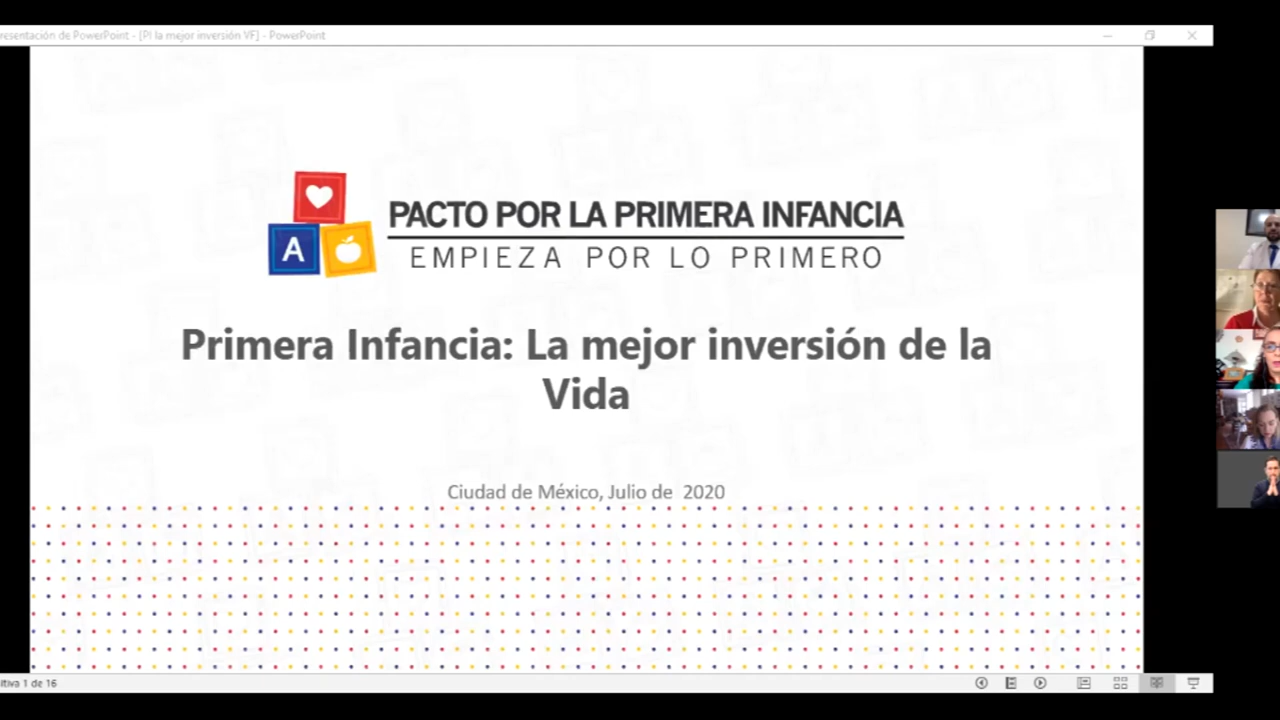 resentación de PowerPoint - [PI la mejor inversión VF] - PowerPoint
PACTO POR LA PRIMERA INFANCIA
EMPIEZA POR LO PRIMERO
A
Primera Infancia: La mejor inversión de la
Vida
Ciudad de México, Julio de 2020
itiva 1 de 16